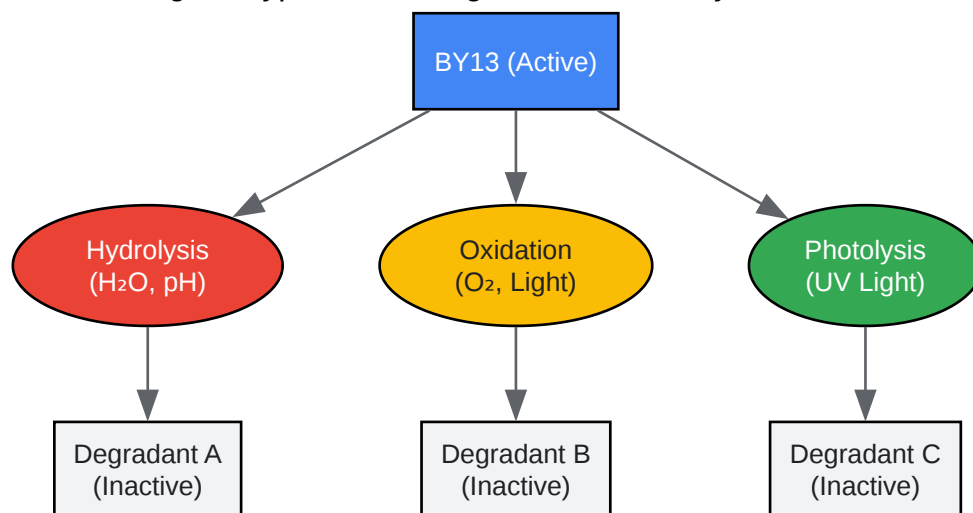 BY13 (Active)
Hydrolysis
(H₂O, pH)
Oxidation
(O₂, Light)
Photolysis
(UV Light)
Degradant A
(Inactive)
Degradant B
(Inactive)
Degradant C
(Inactive)